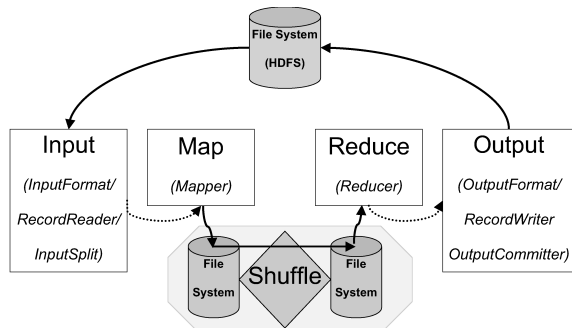 File System
(HDFS)
Input
(InputFormat/
RecordReader/
InputSplit)
Map
(Mapper)
Reduce
(Reducer)
Output
(OutputFormat/
RecordWriter
OutputCommitter)
File
System
Shuffle
File
System